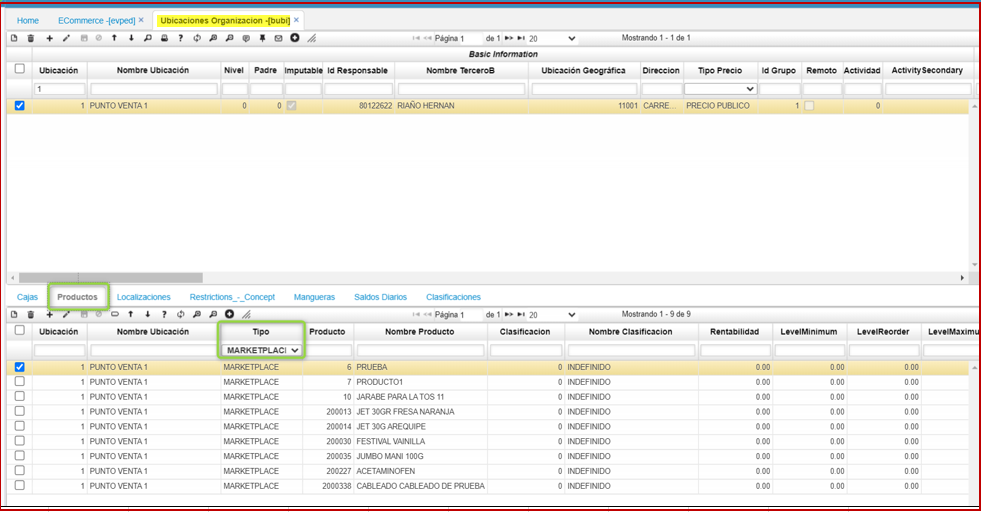 Home ECommerce -[evped] × Ubicaciones Organizacion -[bubi] ×
Página 1 de 1 20 Mostrando 1 - 1 de 1
Basic Information
Ubicación Nombre Ubicación Nivel Padre Imputable Id Responsable Nombre TerceroB Ubicación Geográfica Direccion Tipo Precio Id Grupo Remoto Actividad ActivitySecondary
1
1 PUNTO VENTA 1 0 0 80122622 RIAÑO HERNAN 11001 CARRE... PRECIO PUBLICO 1 0
Cajas Productos Localizaciones Restrictions_-_Concept Mangueras Saldos Diarios Clasificaciones
Página 1 de 1 20 Mostrando 1 - 9 de 9
Ubicación Nombre Ubicación Tipo Producto Nombre Producto Clasificacion Nombre Clasificacion Rentabilidad LevelMinimum LevelReorder LevelMaximu
MARKETPLACI
1 PUNTO VENTA 1 MARKETPLACE 6 PRUEBA 0 INDEFINIDO 0.00 0.00 0.00
1 PUNTO VENTA 1 MARKETPLACE 7 PRODUCTO1 0 INDEFINIDO 0.00 0.00 0.00
1 PUNTO VENTA 1 MARKETPLACE 10 JARABE PARA LA TOS 11 0 INDEFINIDO 0.00 0.00 0.00
1 PUNTO VENTA 1 MARKETPLACE 200013 JET 30GR FRESA NARANJA 0 INDEFINIDO 0.00 0.00 0.00
1 PUNTO VENTA 1 MARKETPLACE 200014 JET 30G AREQUIPE 0 INDEFINIDO 0.00 0.00 0.00
1 PUNTO VENTA 1 MARKETPLACE 200030 FESTIVAL VAINILLA 0 INDEFINIDO 0.00 0.00 0.00
1 PUNTO VENTA 1 MARKETPLACE 200035 JUMBO MANI 100G 0 INDEFINIDO 0.00 0.00 0.00
1 PUNTO VENTA 1 MARKETPLACE 200227 ACETAMINOFEN 0 INDEFINIDO 0.00 0.00 0.00
1 PUNTO VENTA 1 MARKETPLACE 2000338 CABLEADO CABLEADO DE PRUEBA 0 INDEFINIDO 0.00 0.00 0.00